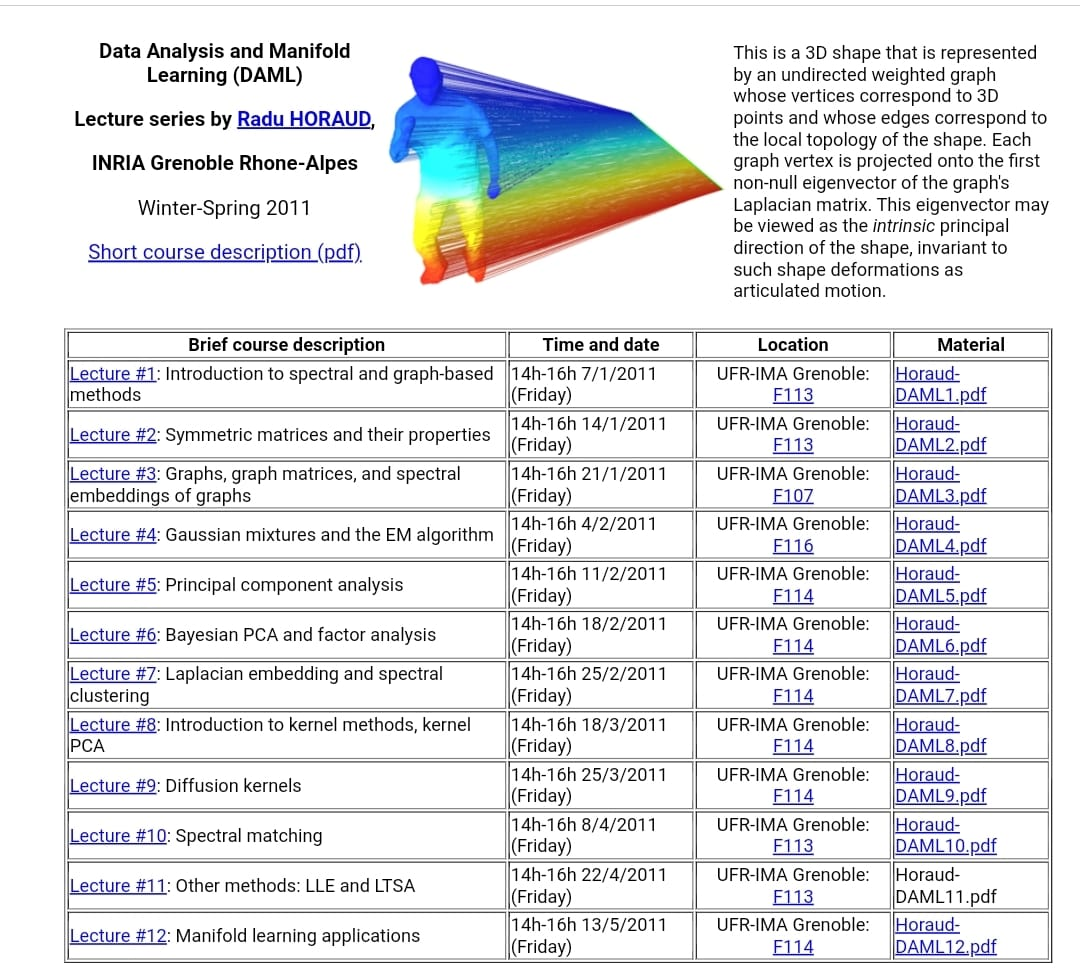 Data Analysis and Manifold
Learning (DAML)
Lecture series by Radu HORAUD,
INRIA Grenoble Rhone-Alpes
Winter-Spring 2011
Short course description (pdf)
This is a 3D shape that is represented
by an undirected weighted graph
whose vertices correspond to 3D
points and whose edges correspond to
the local topology of the shape. Each
graph vertex is projected onto the first
non-null eigenvector of the graph's
Laplacian matrix. This eigenvector may
be viewed as the intrinsic principal
direction of the shape, invariant to
such shape deformations as
articulated motion.
Brief course description
Time and date
Location
Material
Lecture #1: Introduction to spectral and graph-based
methods
14h-16h 7/1/2011
(Friday)
UFR-IMA Grenoble:
F113
Horaud-
DAML1.pdf
Lecture #2: Symmetric matrices and their properties
14h-16h 14/1/2011
(Friday)
UFR-IMA Grenoble:
F113
Horaud-
DAML2.pdf
Lecture #3: Graphs, graph matrices, and spectral
embeddings of graphs
14h-16h 21/1/2011
(Friday)
UFR-IMA Grenoble:
F107
Horaud-
DAML3.pdf
Lecture #4: Gaussian mixtures and the EM algorithm
14h-16h 4/2/2011
(Friday)
UFR-IMA Grenoble:
F116
Horaud-
DAML4.pdf
Lecture #5: Principal component analysis
14h-16h 11/2/2011
(Friday)
UFR-IMA Grenoble:
F114
Horaud-
DAML5.pdf
Lecture #6: Bayesian PCA and factor analysis
14h-16h 18/2/2011
(Friday)
UFR-IMA Grenoble:
F114
Horaud-
DAML6.pdf
Lecture #7: Laplacian embedding and spectral
clustering
14h-16h 25/2/2011
(Friday)
UFR-IMA Grenoble:
F114
Horaud-
DAML7.pdf
Lecture #8: Introduction to kernel methods, kernel
PCA
14h-16h 18/3/2011
(Friday)
UFR-IMA Grenoble:
F114
Horaud-
DAML8.pdf
Lecture #9: Diffusion kernels
14h-16h 25/3/2011
(Friday)
UFR-IMA Grenoble:
F114
Horaud-
DAML9.pdf
Lecture #10: Spectral matching
14h-16h 8/4/2011
(Friday)
UFR-IMA Grenoble:
F113
Horaud-
DAML10.pdf
Lecture #11: Other methods: LLE and LTSA
14h-16h 22/4/2011
(Friday)
UFR-IMA Grenoble:
F113
Horaud-
DAML11.pdf
Lecture #12: Manifold learning applications
14h-16h 13/5/2011
(Friday)
UFR-IMA Grenoble:
F114
Horaud-
DAML12.pdf